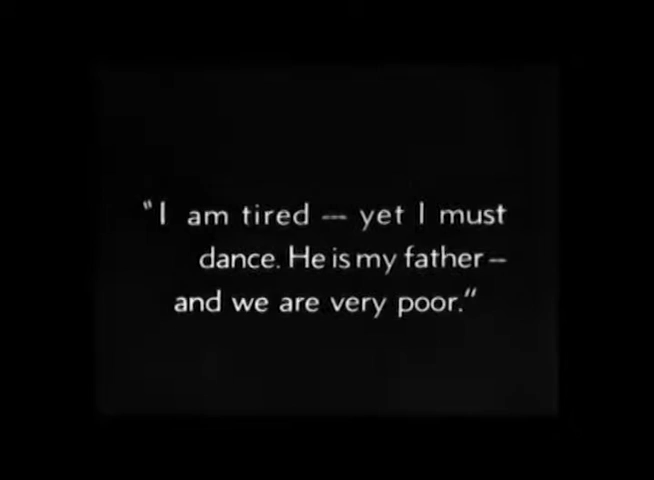 "I am tired — yet I must
dance. He is my father —
and we are very poor."